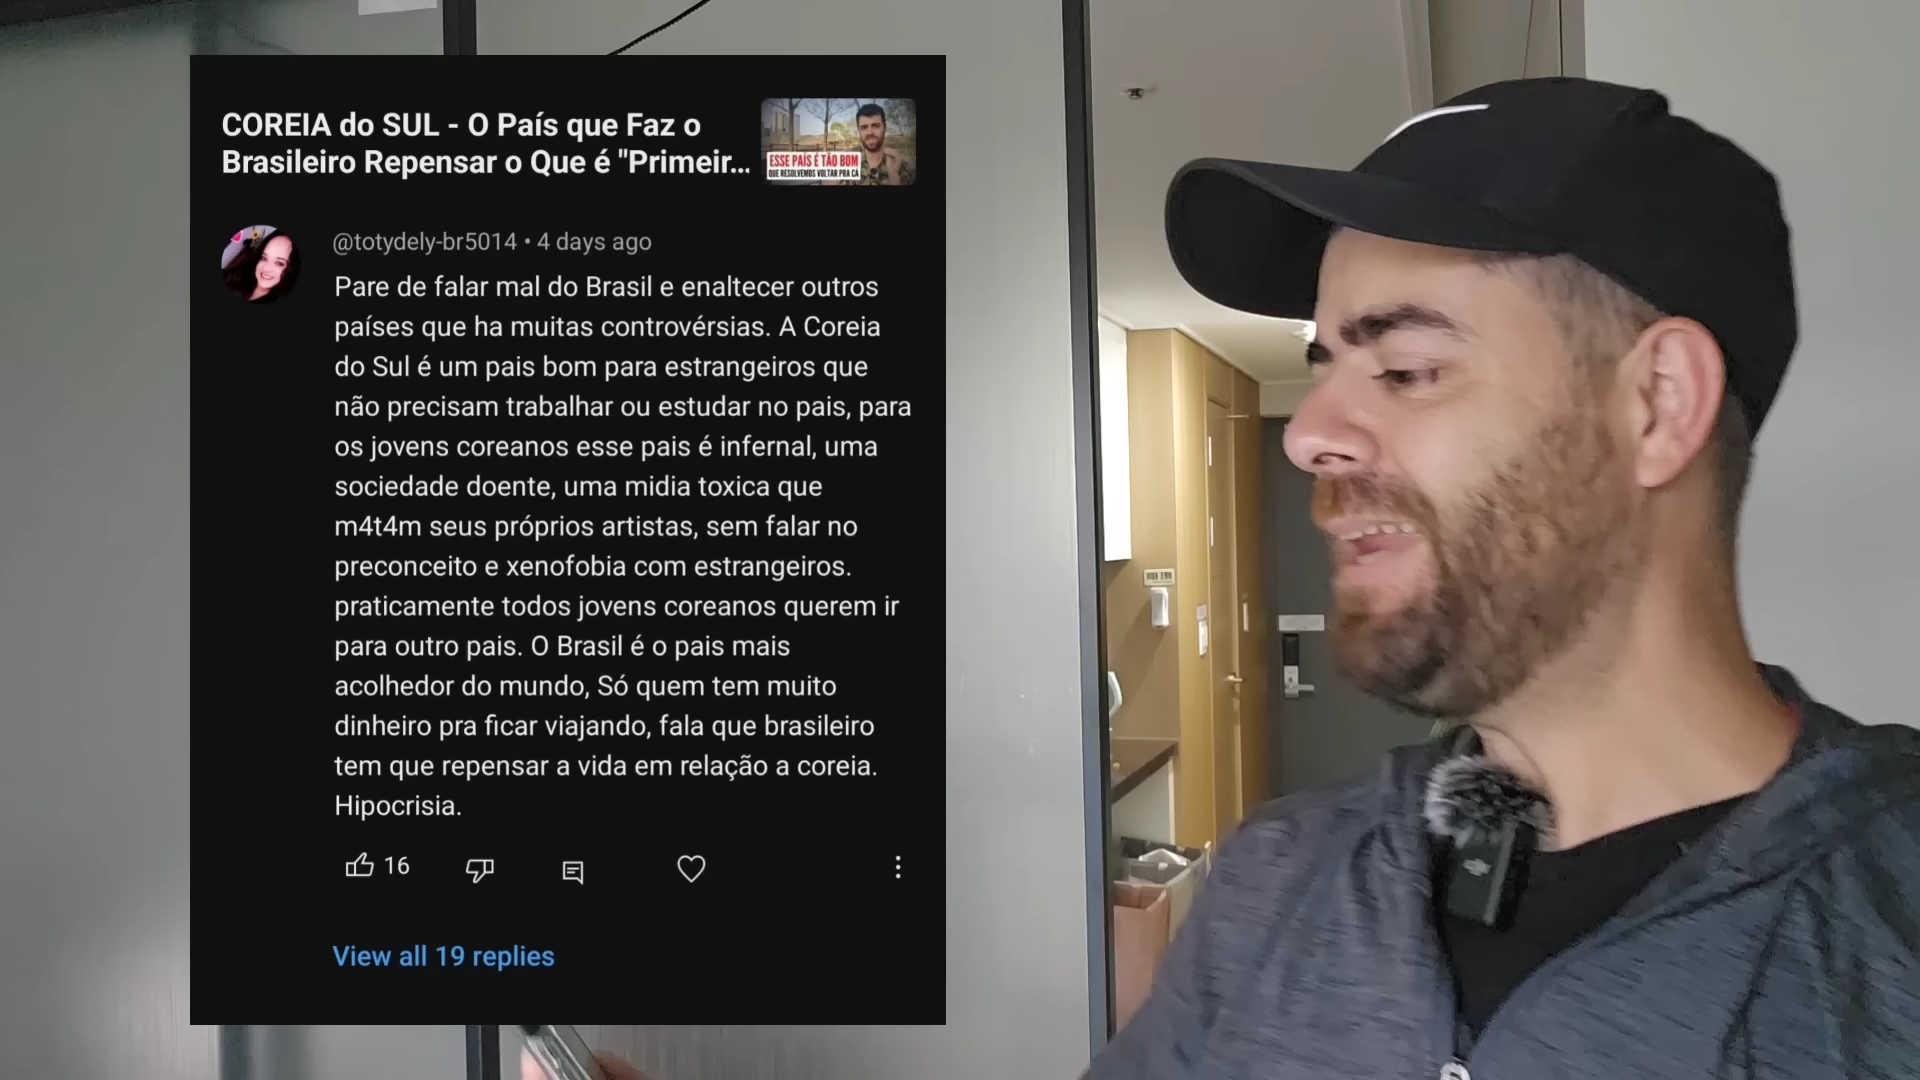 COREIA do SUL - O País que Faz o
Brasileiro Repensar o Que é "Primeir...
ESSE PAÍS É TÃO BOM
QUE RESOLVEMOS VOLTAR PRA CÁ
@totydely-br5014 • 4 days ago
Pare de falar mal do Brasil e enaltecer outros
países que ha muitas controvérsias. A Coreia
do Sul é um pais bom para estrangeiros que
não precisam trabalhar ou estudar no pais, para
os jovens coreanos esse pais é infernal, uma
sociedade doente, uma midia toxica que
m4t4m seus próprios artistas, sem falar no
preconceito e xenofobia com estrangeiros.
praticamente todos jovens coreanos querem ir
para outro pais. O Brasil é o pais mais
acolhedor do mundo, Só quem tem muito
dinheiro pra ficar viajando, fala que brasileiro
tem que repensar a vida em relação a coreia.
Hipocrisia.
16
View all 19 replies